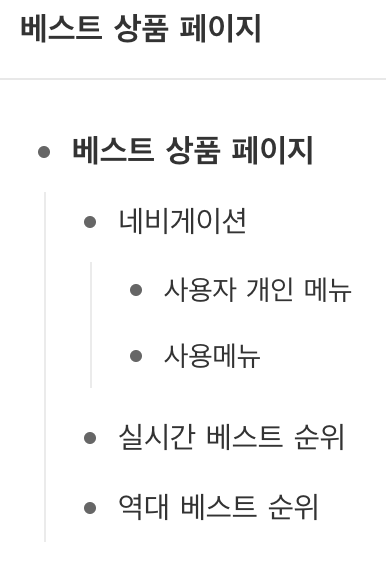 베스트 상품 페이지
베스트 상품 페이지
네비게이션
사용자 개인 메뉴
사용메뉴
실시간 베스트 순위
역대 베스트 순위